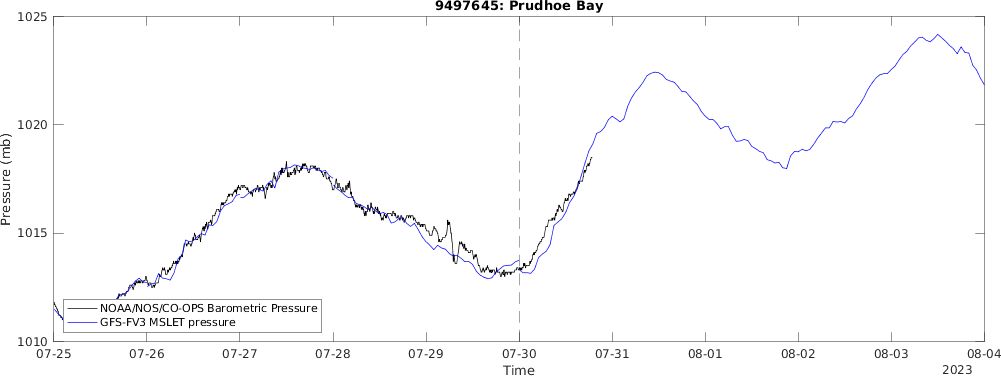 9497645: Prudhoe Bay
1025
1020
1015
1010
Pressure (mb)
NOAA/NOS/CO-OPS Barometric Pressure
GFS-FV3 MSLET pressure
07-25 07-26 07-27 07-28 07-29 07-30 07-31 08-01 08-02 08-03 08-04
Time
2023